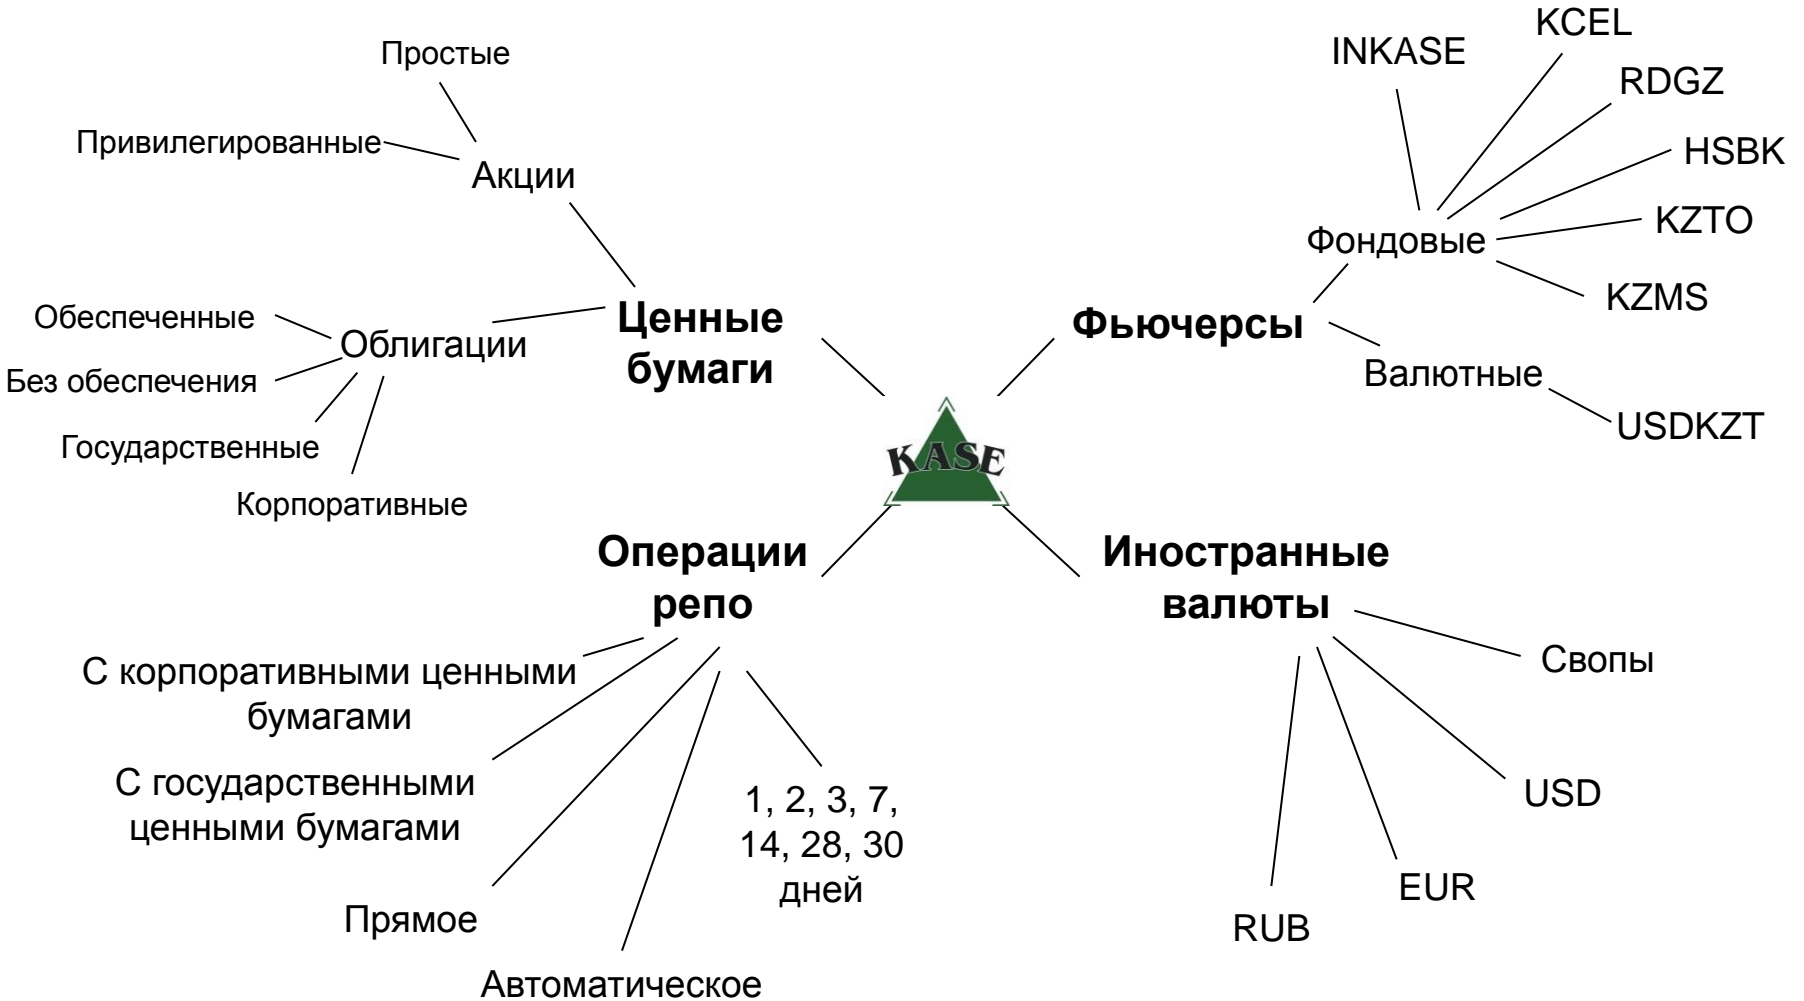 Простые
Привилегированные
Акции
Обеспеченные
Облигации
Без обеспечения
Государственные
Корпоративные
Ценные
бумаги
INKASE
KCEL
RDGZ
HSBK
KZTO
KZMS
Фондовые
Фьючерсы
Валютные
USDKZT
KASE
Операции
репо
С корпоративными ценными
бумагами
С государственными
ценными бумагами
Прямое
Автоматическое
1, 2, 3, 7,
14, 28, 30
дней
Иностранные
валюты
Свопы
USD
EUR
RUB